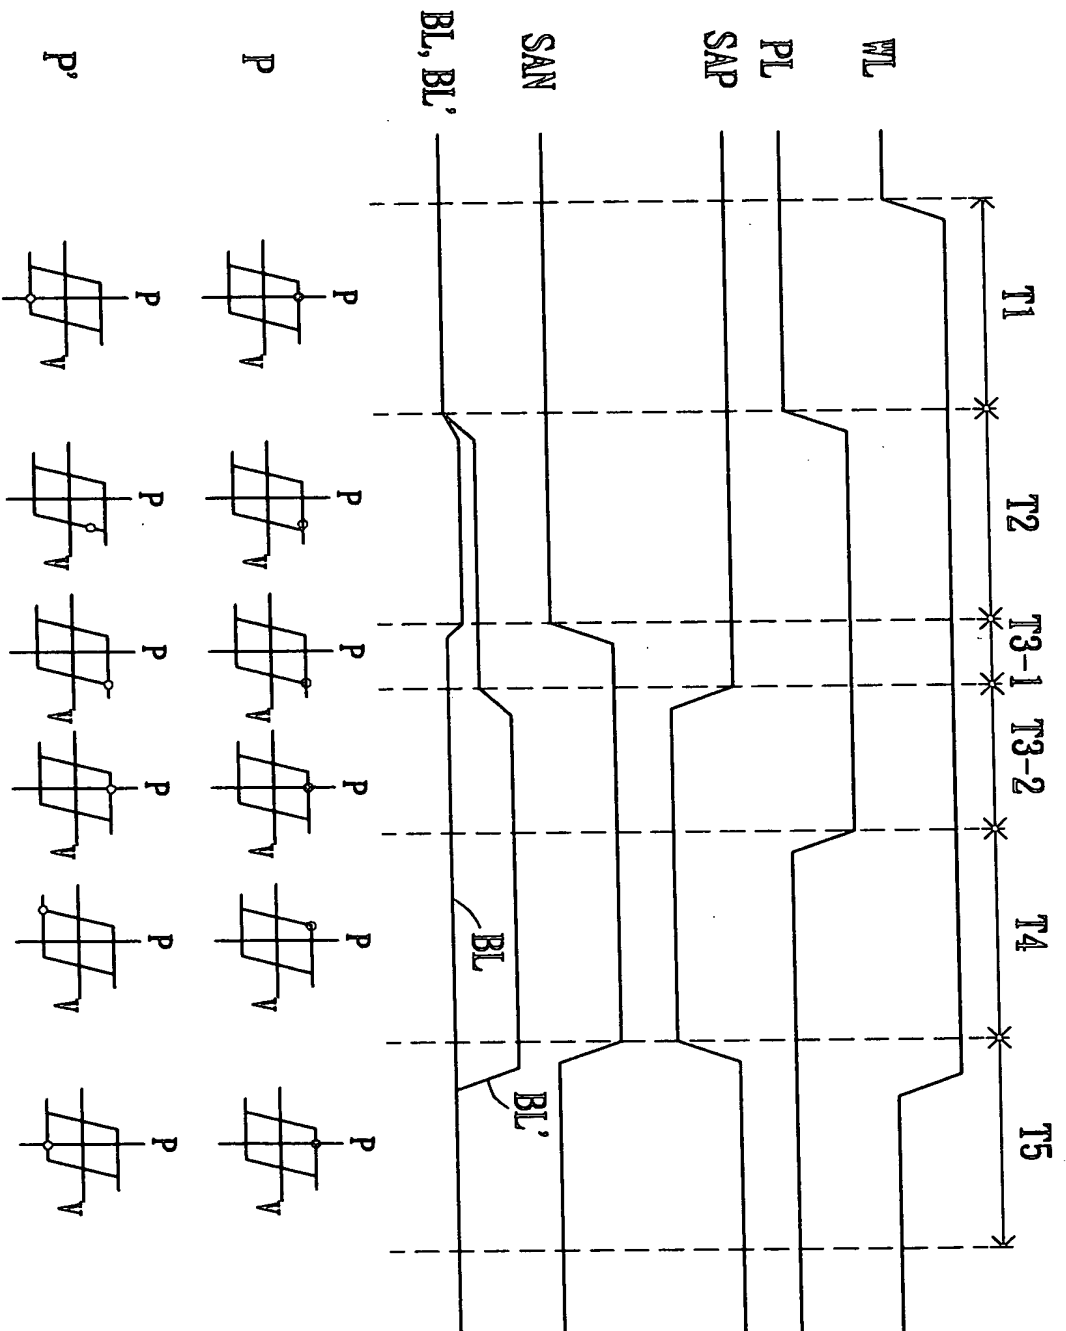 T1 T2 T3-1 T3-2 T4 T5
WL
PL
SAP
SAN
BL, BL'
BL
BL'
P
P P P P P P
V V V V V V
P'
P P P P P P
V V V V V V